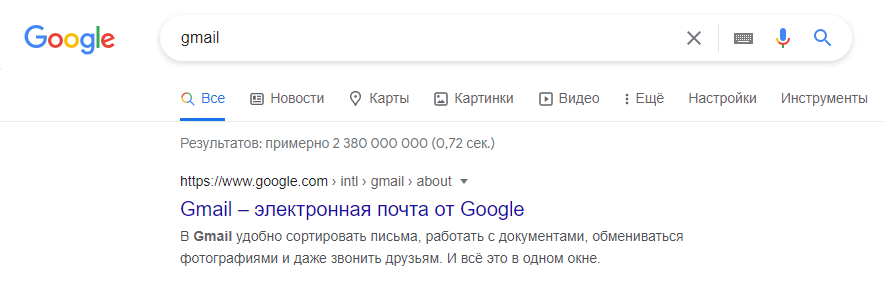 Google
gmail
Все Новости Карты Картинки Видео Ещё Настройки Инструменты
Результатов: примерно 2 380 000 000 (0,72 сек.)
https://www.google.com › intl › gmail › about
Gmail – электронная почта от Google
В Gmail удобно сортировать письма, работать с документами, обмениваться
фотографиями и даже звонить друзьям. И всё это в одном окне.